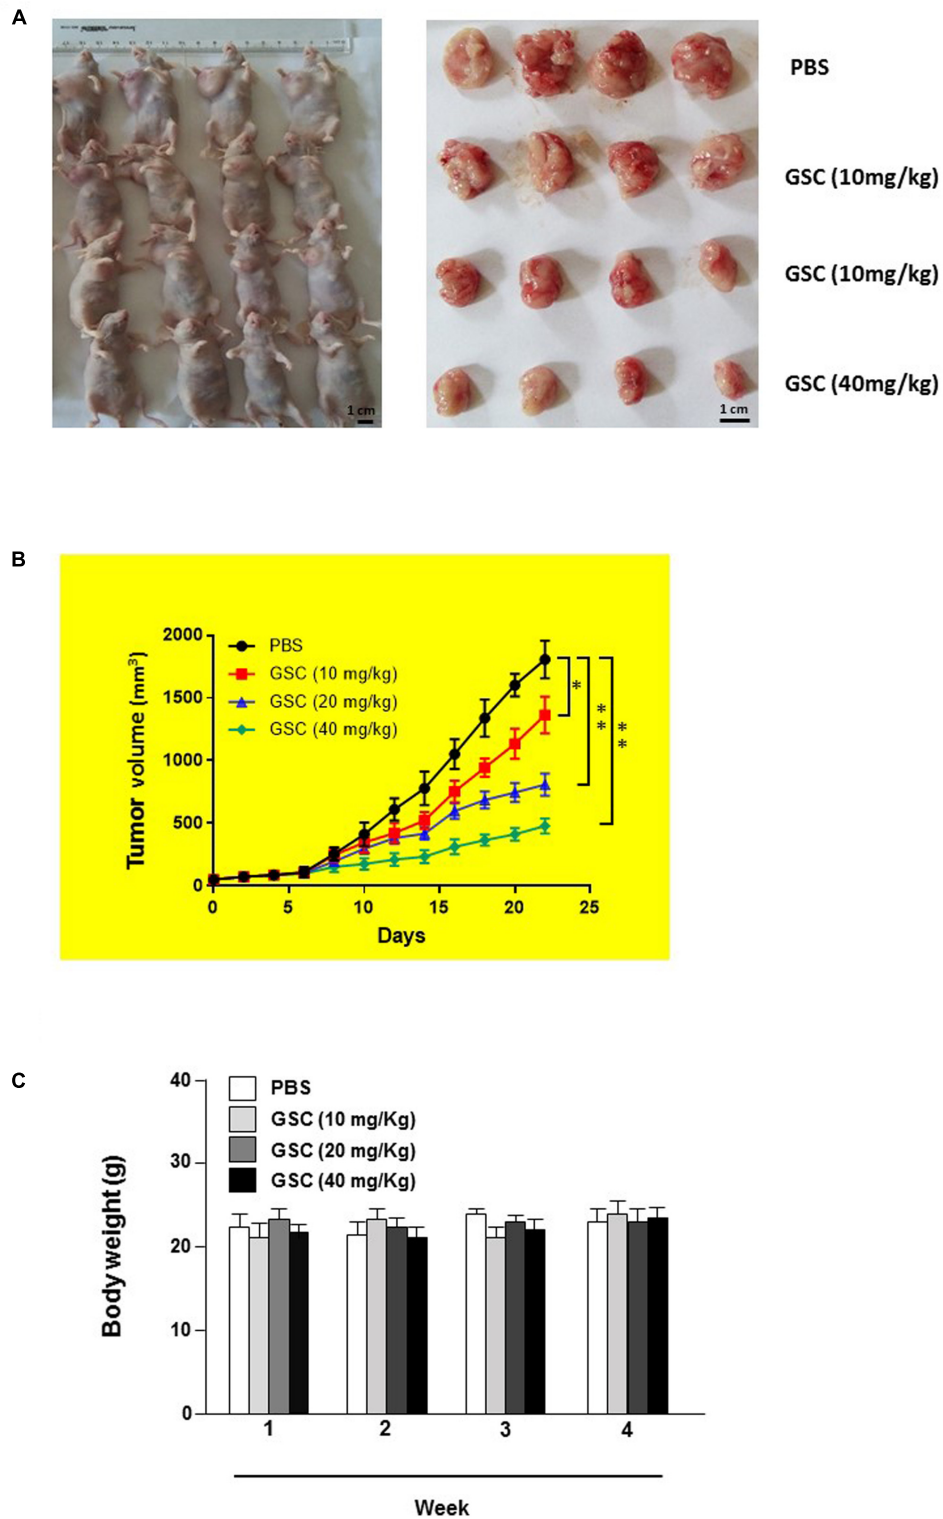 A
1 cm
1 cm
PBS
GSC (10mg/kg)
GSC (10mg/kg)
GSC (40mg/kg)
B
Tumor volume (mm³)
2000
1500
1000
500
0
PBS
GSC (10 mg/kg)
GSC (20 mg/kg)
GSC (40 mg/kg)
*
**
**
0 5 10 15 20 25
Days
C
Body weight (g)
40
30
20
10
0
PBS
GSC (10 mg/Kg)
GSC (20 mg/Kg)
GSC (40 mg/Kg)
1 2 3 4
Week